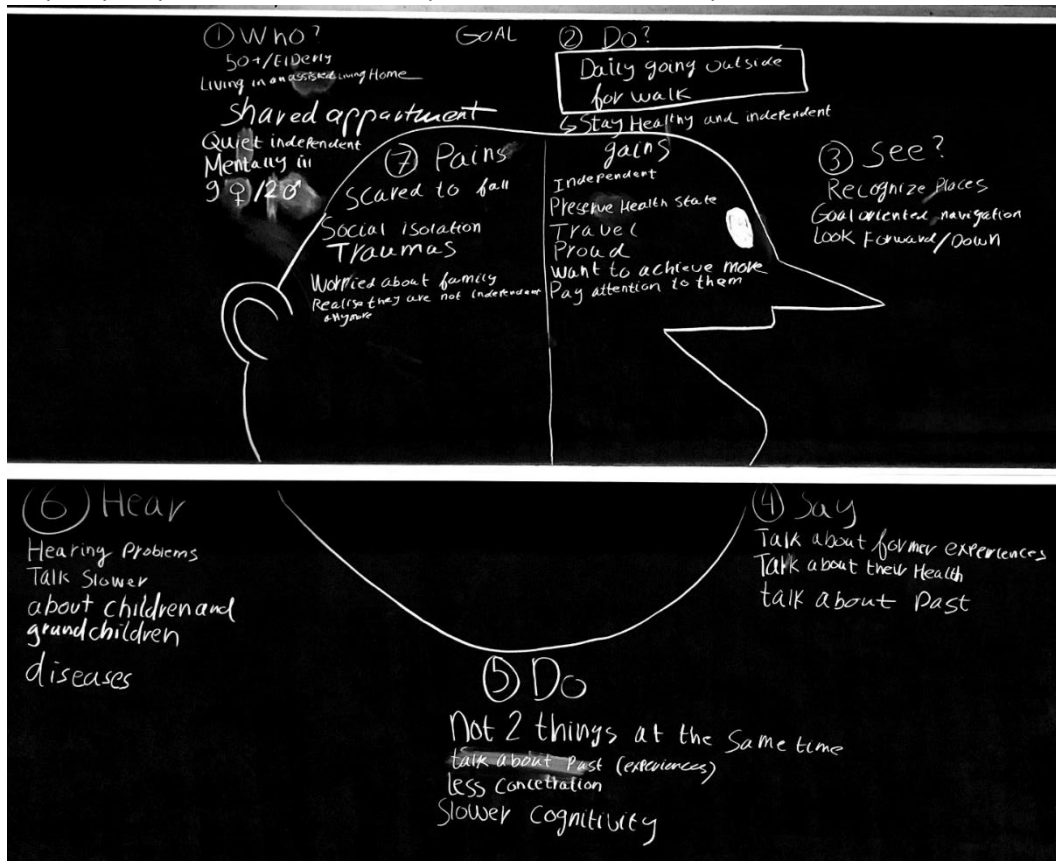 ① Who?
50+/Elderly
Living in an assisted Living Home
shared appartment
Quiet independent
Mentally ill
9 ♀/2 ♂
GOAL
② Do?
Daily going outside
for walk
↳ Stay Healthy and independent
③ See?
Recognize Places
Goal oriented navigation
Look Forward/Down
⑦ Pains
Scared to fall
Social isolation
Traumas
Worried about family
Realise they are not independent
anymore
gains
Independent
Preserve Health State
Travel
Proud
want to achieve more
Pay attention to them
⑥ Hear
Hearing Problems
Talk Slower
about children and
grandchildren
diseases
④ Say
Talk about former experiences
Talk about their Health
talk about Past
⑤ Do
Not 2 things at the same time
talk about Past (experiences)
less concetration
Slower Cognitivity